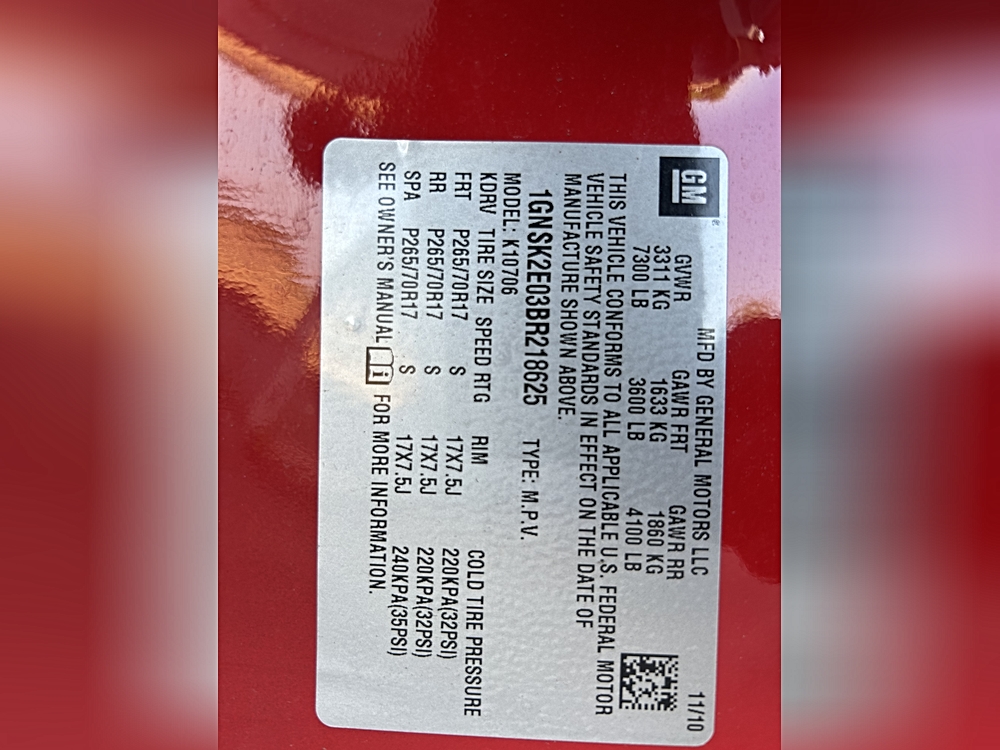 GM
MFD BY GENERAL MOTORS LLC 11/10
GVWR GAWR FRT GAWR RR
3311 KG 1633 KG 1860 KG
7300 LB 3600 LB 4100 LB
THIS VEHICLE CONFORMS TO ALL APPLICABLE U.S. FEDERAL MOTOR
VEHICLE SAFETY STANDARDS IN EFFECT ON THE DATE OF
MANUFACTURE SHOWN ABOVE.
1GNSK2E03BR218625 TYPE: M.P.V.
MODEL: K10706
KDRV TIRE SIZE SPEED RTG RIM COLD TIRE PRESSURE
FRT P265/70R17 S 17X7.5J 220KPA(32PSI)
RR P265/70R17 S 17X7.5J 220KPA(32PSI)
SPA P265/70R17 S 17X7.5J 240KPA(35PSI)
SEE OWNER'S MANUAL i FOR MORE INFORMATION.